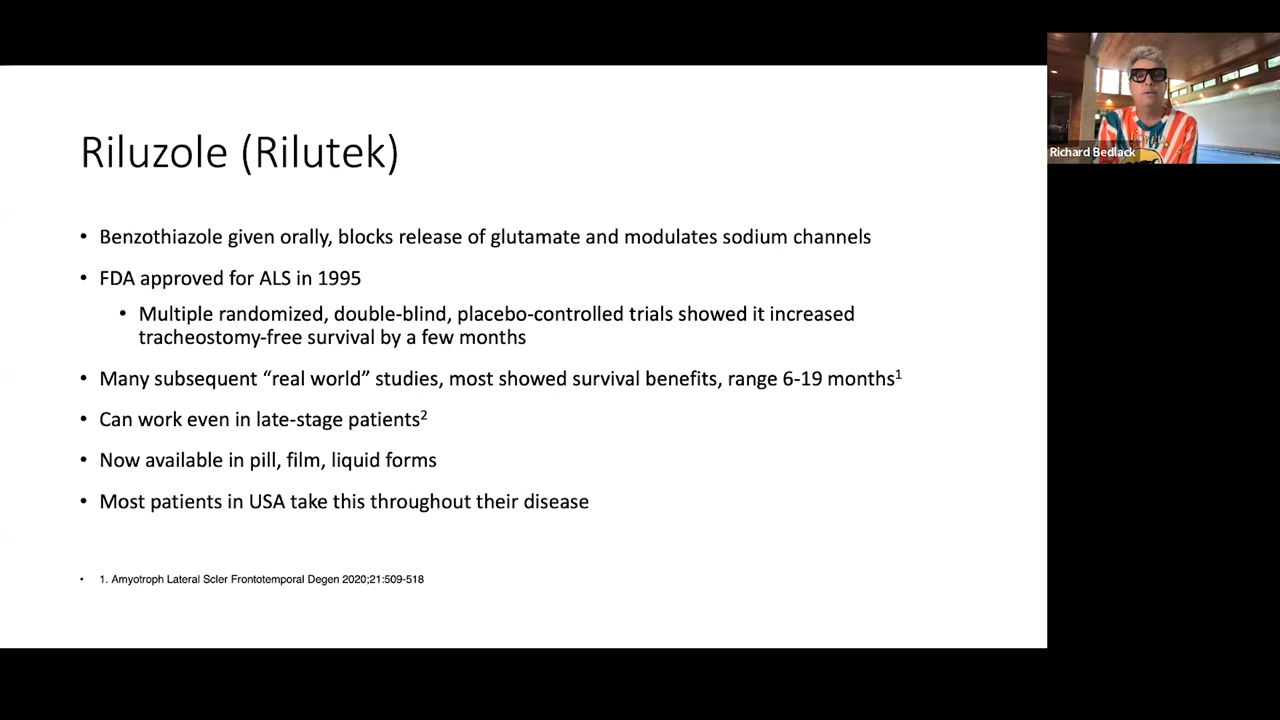 Riluzole (Rilutek)
• Benzothiazole given orally, blocks release of glutamate and modulates sodium channels
• FDA approved for ALS in 1995
• Multiple randomized, double-blind, placebo-controlled trials showed it increased
tracheostomy-free survival by a few months
• Many subsequent “real world” studies, most showed survival benefits, range 6-19 months¹
• Can work even in late-stage patients²
• Now available in pill, film, liquid forms
• Most patients in USA take this throughout their disease
• 1. Amyotroph Lateral Scler Frontotemporal Degen 2020;21:509-518
Richard Bedlack